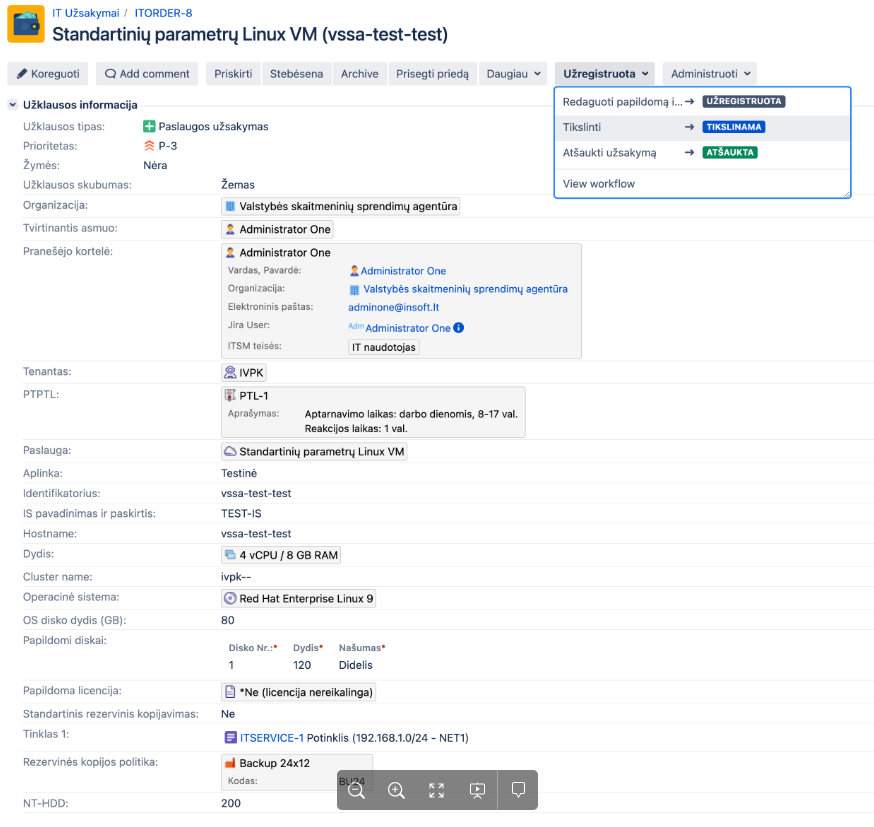 IT Užsakymai / ITORDER-8
Standartinių parametrų Linux VM (vssa-test-test)
Koreguoti Add comment Priskirti Stebėsena Archive Prisegti priedą Daugiau Užregistruota Administruoti
Redaguoti papildomą i... → UŽREGISTRUOTA
Tikslinti → TIKSLINAMA
Atšaukti užsakymą → ATŠAUKTA
View workflow
Užklausos informacija
Užklausos tipas: Paslaugos užsakymas
Prioritetas: P-3
Žymės: Nėra
Užklausos skubumas: Žemas
Organizacija: Valstybės skaitmeninių sprendimų agentūra
Tvirtinantis asmuo: Administrator One
Pranešėjo kortelė: Administrator One
Vardas, Pavardė: Administrator One
Organizacija: Valstybės skaitmeninių sprendimų agentūra
Elektroninis paštas: adminone@insoft.lt
Jira User: Adm Administrator One
ITSM teisės: IT naudotojas
Tenantas: IVPK
PTPTL: PTL-1
Aprašymas: Aptarnavimo laikas: darbo dienomis, 8-17 val.
Reakcijos laikas: 1 val.
Paslauga: Standartinių parametrų Linux VM
Aplinka: Testinė
Identifikatorius: vssa-test-test
IS pavadinimas ir paskirtis: TEST-IS
Hostname: vssa-test-test
Dydis: 4 vCPU / 8 GB RAM
Cluster name: ivpk--
Operacinė sistema: Red Hat Enterprise Linux 9
OS disko dydis (GB): 80
Papildomi diskai:
Disko Nr.:* Dydis* Našumas*
1 120 Didelis
Papildoma licencija: *Ne (licencija nereikalinga)
Standartinis rezervinis kopijavimas: Ne
Tinklas 1: ITSERVICE-1 Potinklis (192.168.1.0/24 - NET1)
Rezervinės kopijos politika: Backup 24x12
Kodas: BU24
NT-HDD: 200